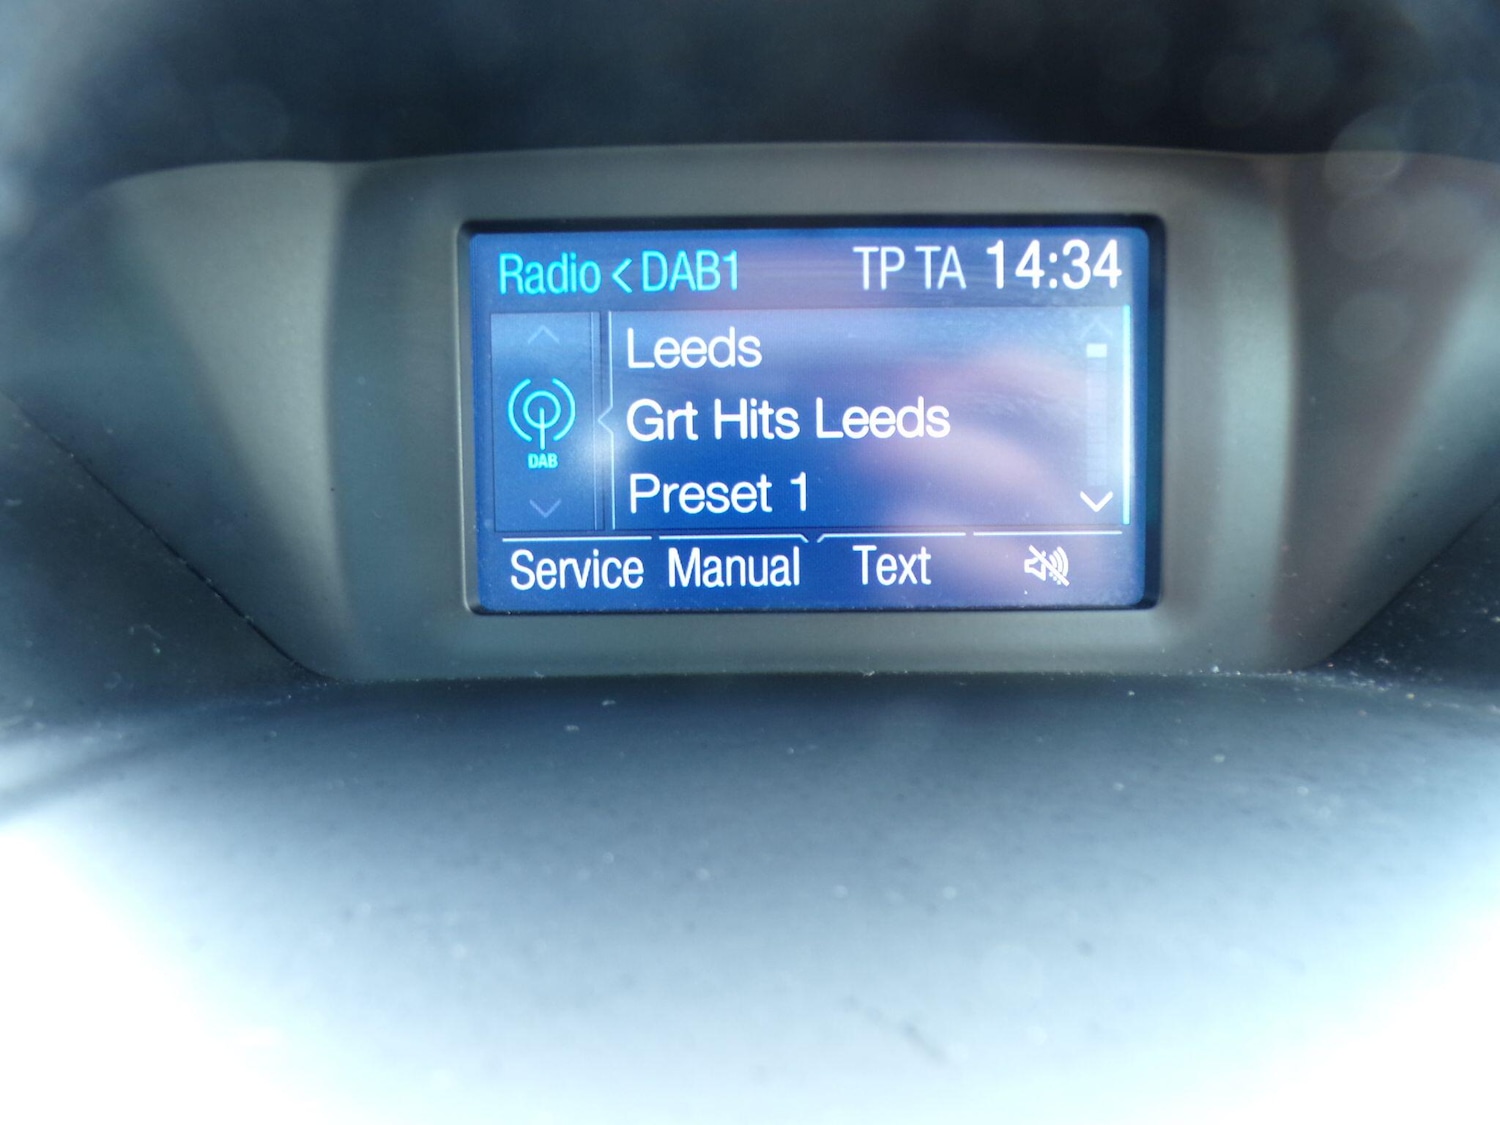 Radio < DAB1 TP TA 14:34
Leeds
Grt Hits Leeds
DAB
Preset 1
Service Manual Text